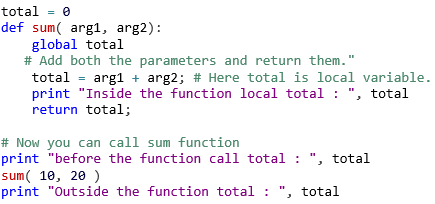 total = 0
def sum( arg1, arg2):
    global total
   # Add both the parameters and return them."
    total = arg1 + arg2; # Here total is local variable.
    print "Inside the function local total : ", total
    return total;

# Now you can call sum function
print "before the function call total : ", total
sum( 10, 20 )
print "Outside the function total : ", total